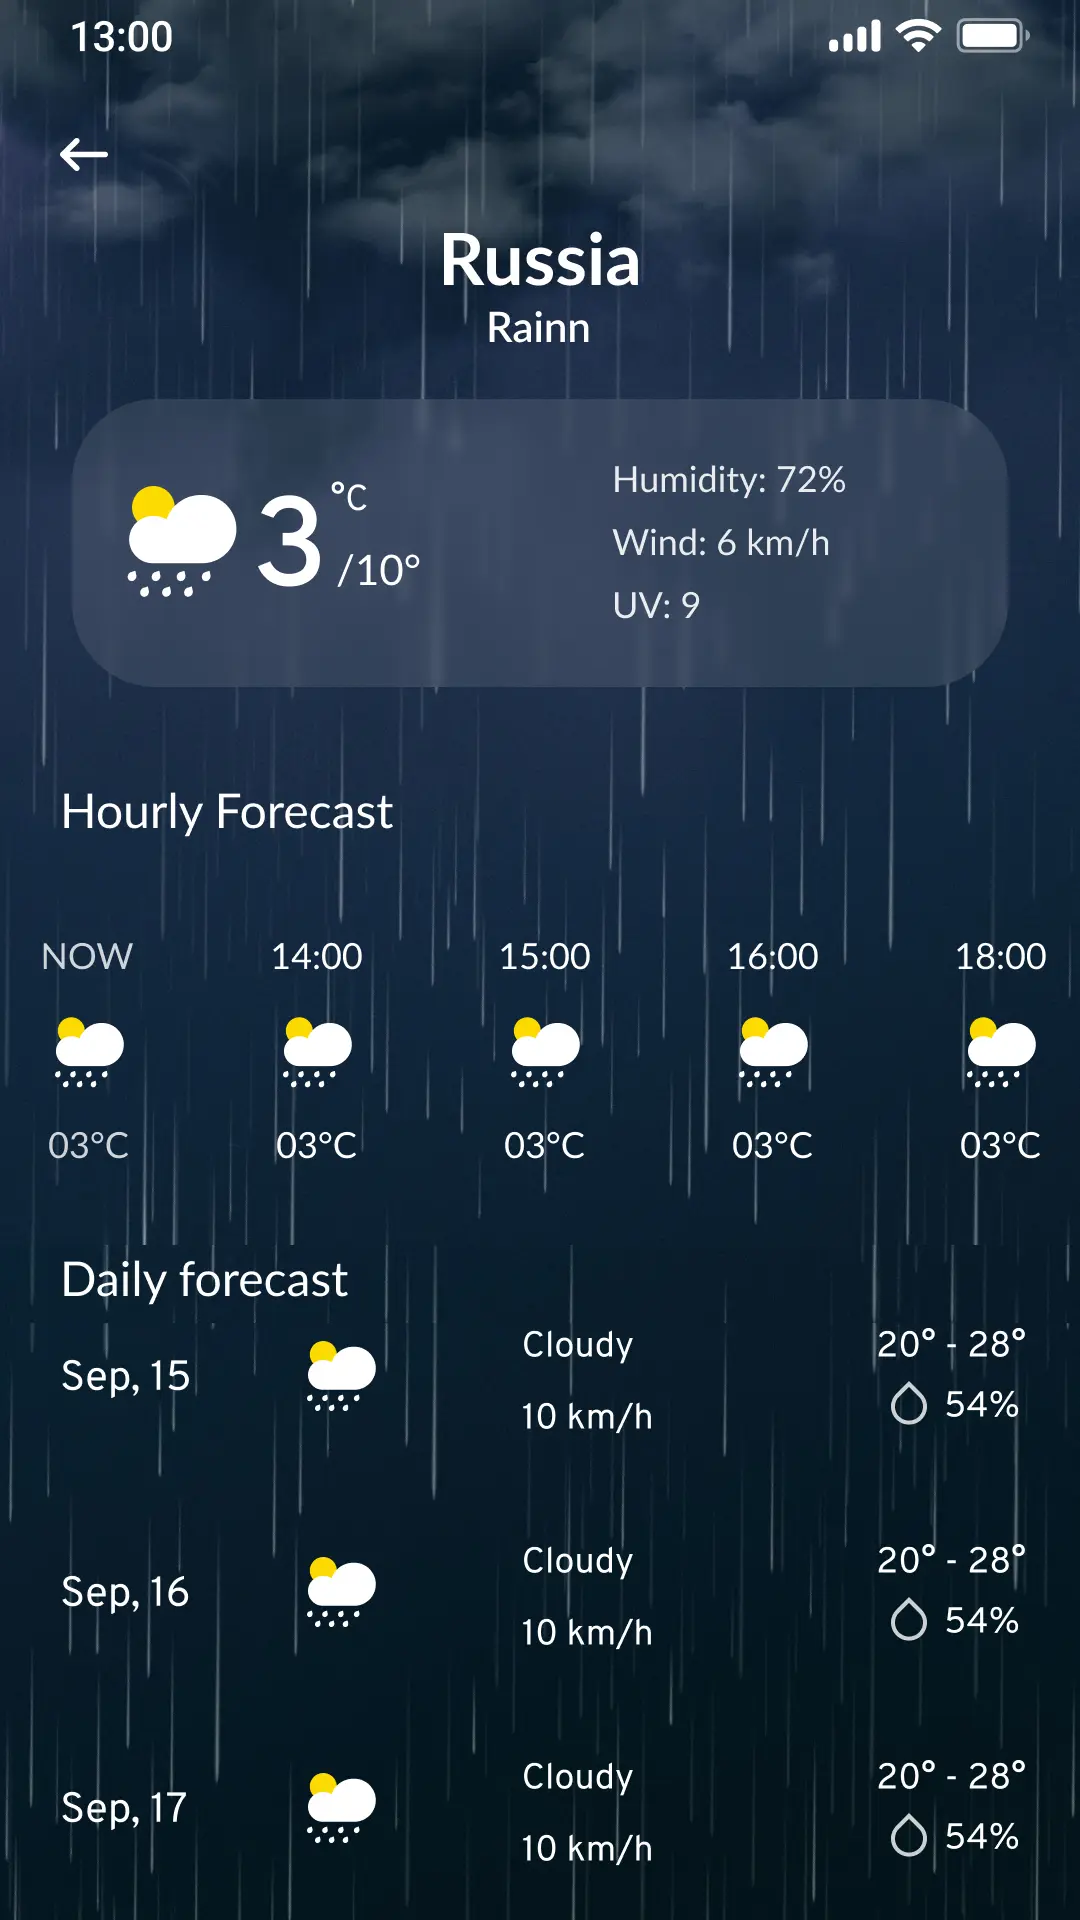 13:00
Russia
Rainn
3 °C /10°
Humidity: 72%
Wind: 6 km/h
UV: 9
Hourly Forecast
NOW 14:00 15:00 16:00 18:00
03°C 03°C 03°C 03°C 03°C
Daily forecast
Sep, 15
Cloudy
10 km/h
20° - 28°
54%
Sep, 16
Cloudy
10 km/h
20° - 28°
54%
Sep, 17
Cloudy
10 km/h
20° - 28°
54%